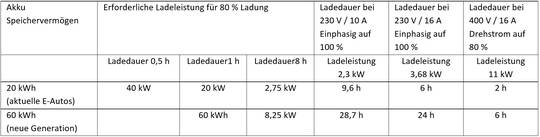 Akku Speichervermögen
Erforderliche Ladeleistung für 80 % Ladung
Ladedauer bei 230 V / 10 A Einphasig auf 100 %
Ladedauer bei 230 V / 16 A Einphasig auf 100 %
Ladedauer bei 400 V / 16 A Drehstrom auf 80 %
Ladedauer 0,5 h
Ladedauer1 h
Ladedauer8 h
Ladeleistung 2,3 kW
Ladeleistung 3,68 kW
Ladeleistung 11 kW
20 kWh (aktuelle E-Autos)
40 kW
20 kW
2,75 kW
9,6 h
6 h
2 h
60 kWh (neue Generation)
60 kWh
8,25 kW
28,7 h
24 h
6 h